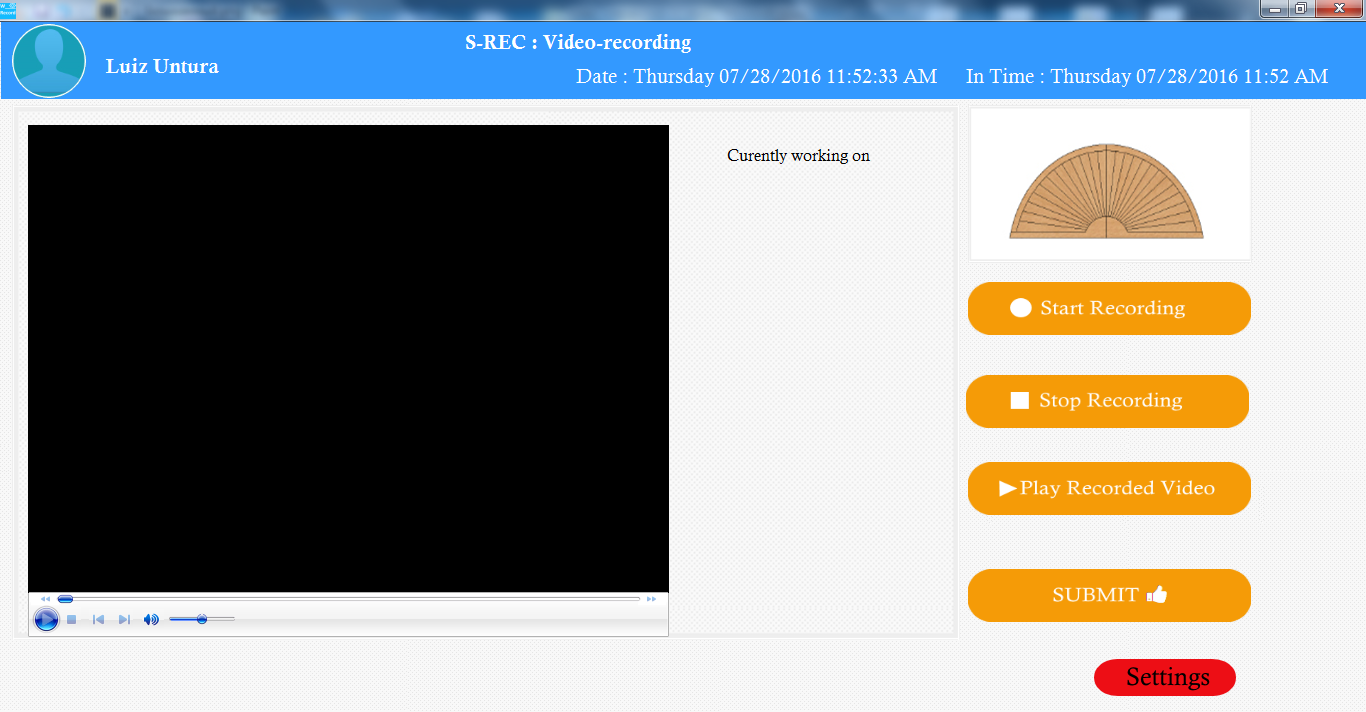 S-REC : Video-recording
Luiz Untura
Date : Thursday 07/28/2016 11:52:33 AM
In Time : Thursday 07/28/2016 11:52 AM
Curently working on
Start Recording
Stop Recording
Play Recorded Video
SUBMIT
Settings